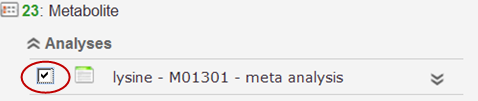 23: Metabolite
Analyses
lysine - M01301 - meta analysis